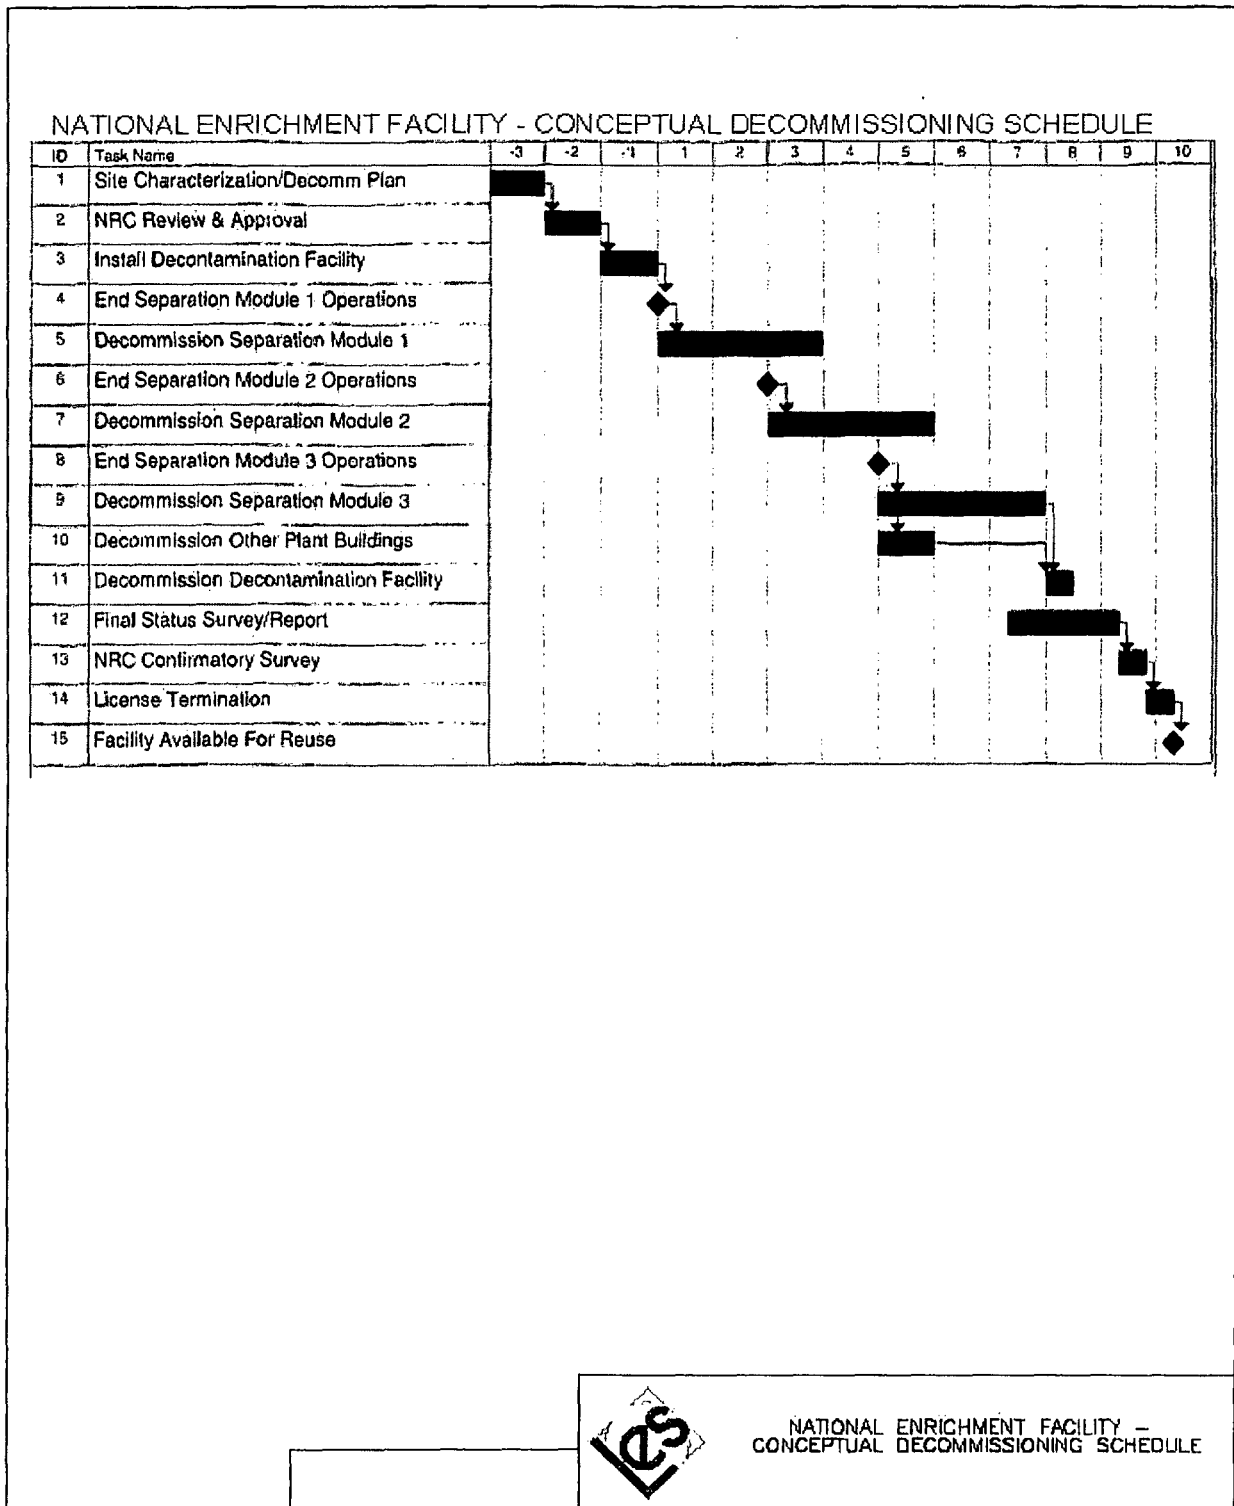 NATIONAL ENRICHMENT FACILITY - CONCEPTUAL DECOMMISSIONING SCHEDULE
ID Task Name -3 -2 -1 1 2 3 4 5 6 7 8 9 10
1 Site Characterization/Decomm Plan
2 NRC Review & Approval
3 Install Decontamination Facility
4 End Separation Module 1 Operations
5 Decommission Separation Module 1
6 End Separation Module 2 Operations
7 Decommission Separation Module 2
8 End Separation Module 3 Operations
9 Decommission Separation Module 3
10 Decommission Other Plant Buildings
11 Decommission Decontamination Facility
12 Final Status Survey/Report
13 NRC Confirmatory Survey
14 License Termination
15 Facility Available For Reuse
Les
NATIONAL ENRICHMENT FACILITY –
CONCEPTUAL DECOMMISSIONING SCHEDULE